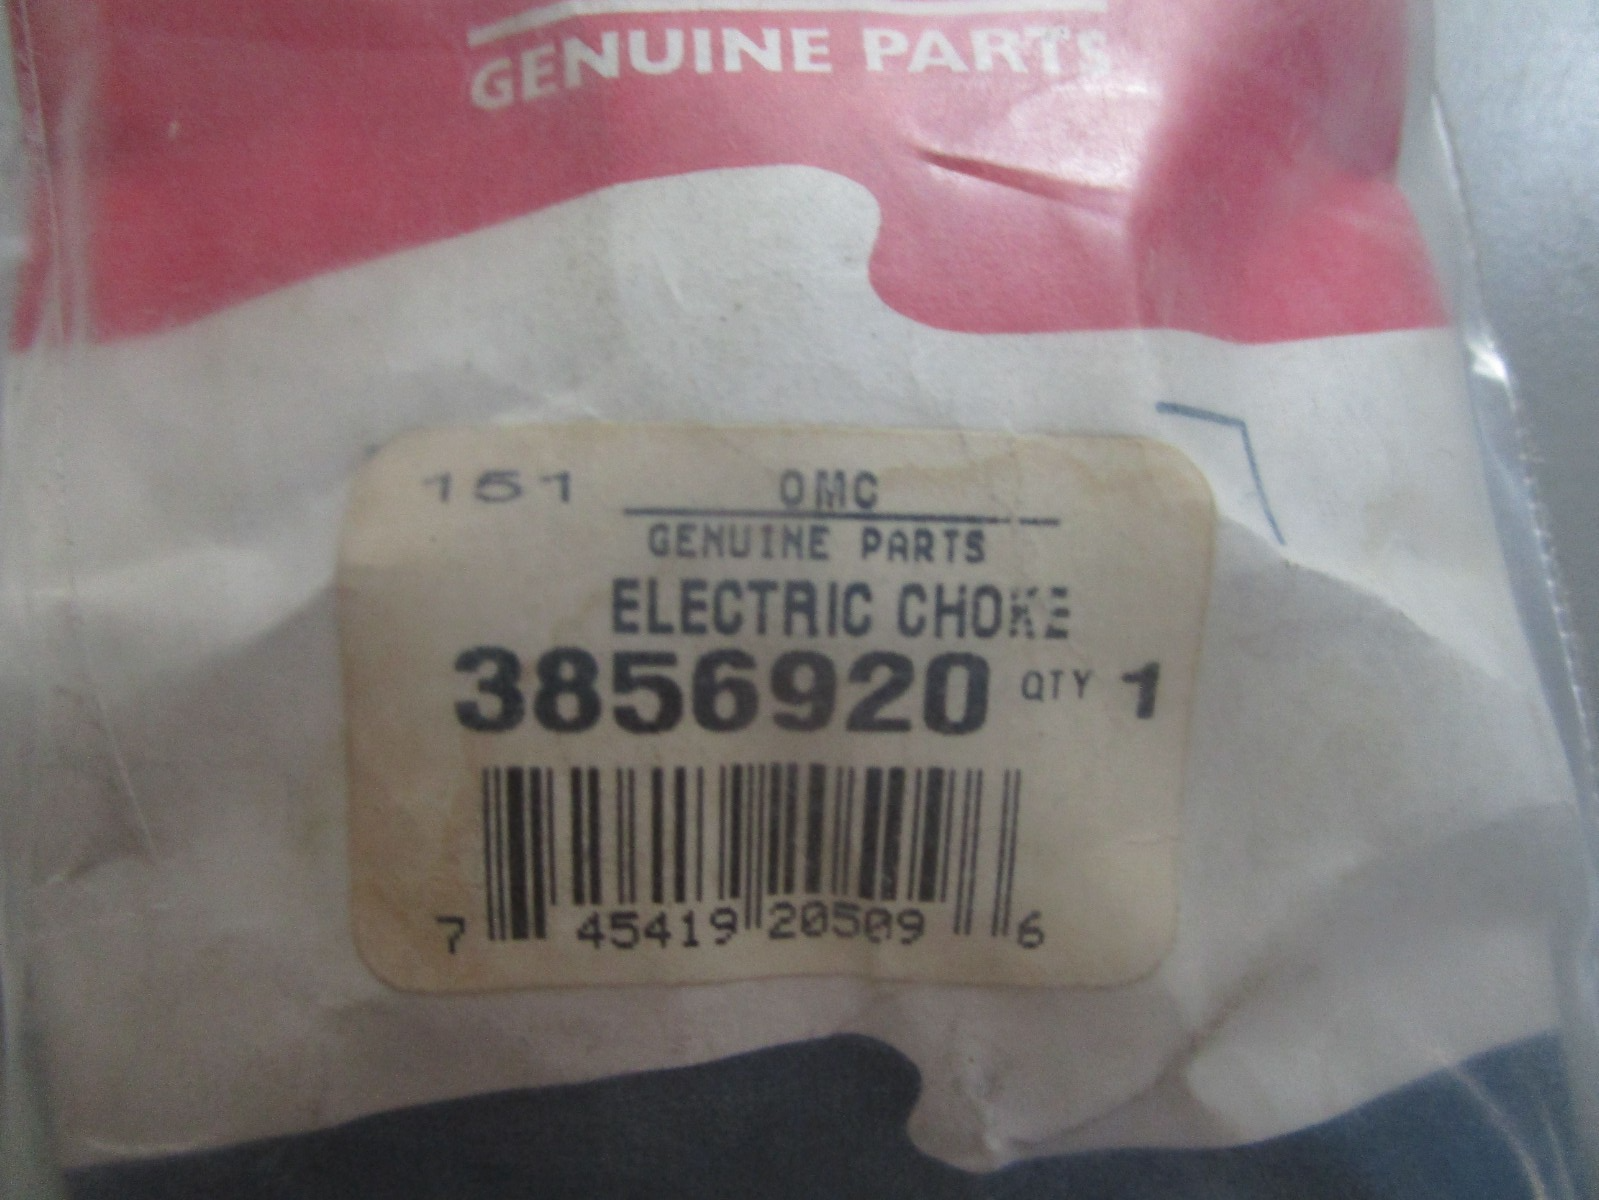 GENUINE PARTS
151 OMC
GENUINE PARTS
ELECTRIC CHOKE
3856920 QTY 1
7 45419 20509 6